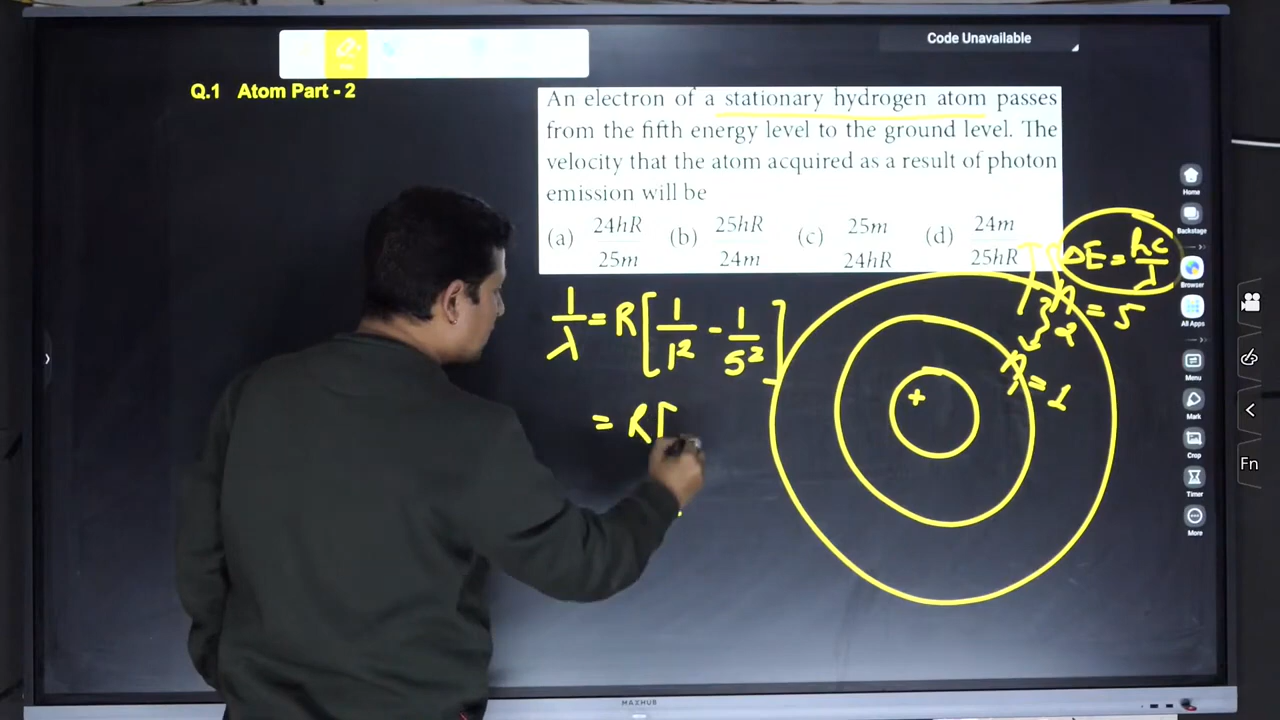 Code Unavailable
Q.1 Atom Part - 2
An electron of a stationary hydrogen atom passes
from the fifth energy level to the ground level. The
velocity that the atom acquired as a result of photon
emission will be
(a) 24hR/25m (b) 25hR/24m (c) 25m/24hR (d) 24m/25hR
ΔE = hc/λ
1/λ = R[1/1² - 1/5²]
= R[
= 5
= 1
+
Home
Backstage
Browser
All Apps
Menu
Mark
Crop
Timer
More
Fn
MAXHUB